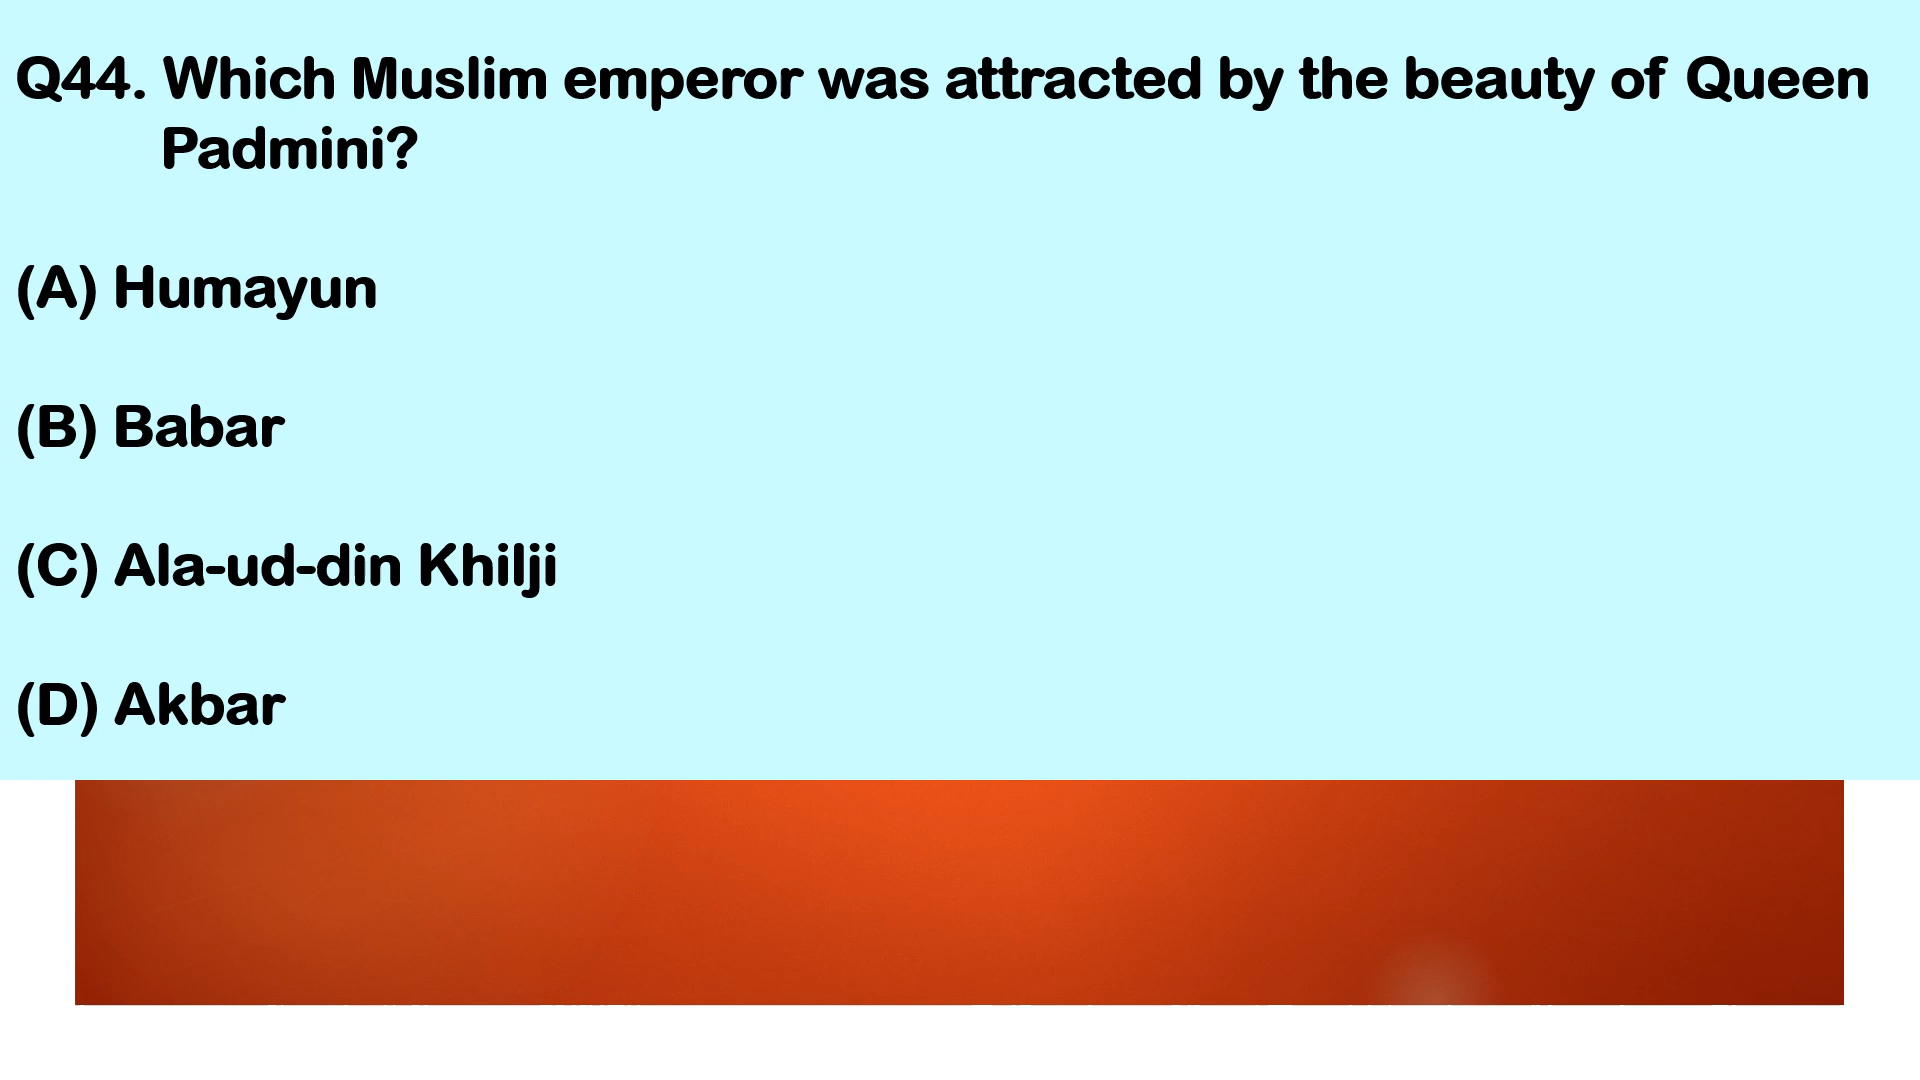 Q44. Which Muslim emperor was attracted by the beauty of Queen
Padmini?
(A) Humayun
(B) Babar
(C) Ala-ud-din Khilji
(D) Akbar